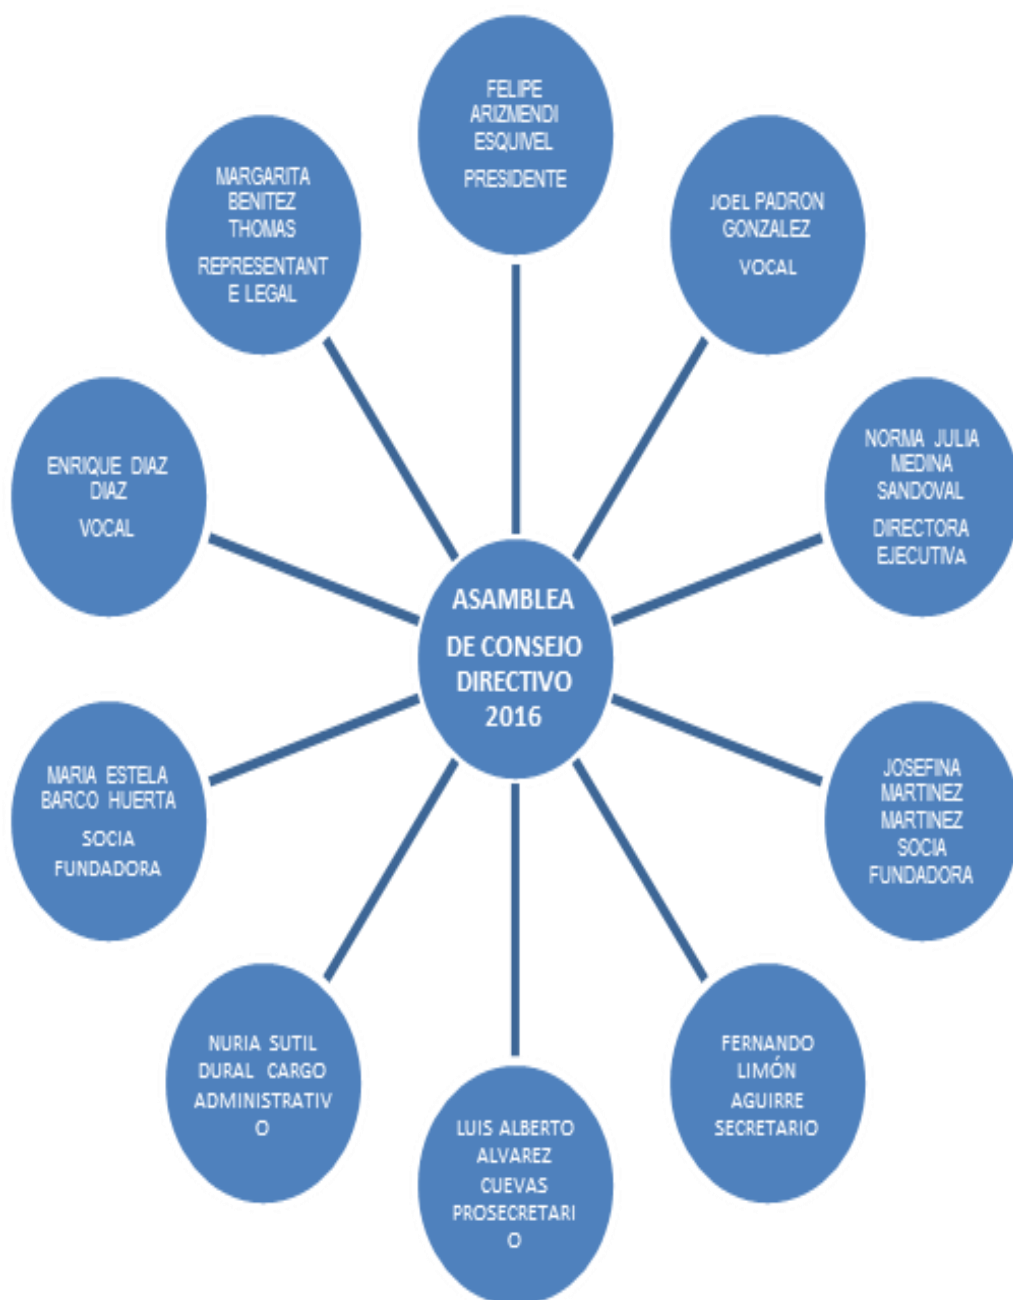 FELIPE
ARIZMENDI
ESQUIVEL
PRESIDENTE
JOEL PADRON
GONZALEZ
VOCAL
NORMA JULIA
MEDINA
SANDOVAL
DIRECTORA
EJECUTIVA
JOSEFINA
MARTINEZ
MARTINEZ
SOCIA
FUNDADORA
FERNANDO
LIMÓN
AGUIRRE
SECRETARIO
LUIS ALBERTO
ALVAREZ
CUEVAS
PROSECRETARI
O
NURIA SUTIL
DURAL CARGO
ADMINISTRATIV
O
MARIA ESTELA
BARCO HUERTA
SOCIA
FUNDADORA
ENRIQUE DIAZ
DIAZ
VOCAL
MARGARITA
BENITEZ
THOMAS
REPRESENTANT
E LEGAL
ASAMBLEA
DE CONSEJO
DIRECTIVO
2016